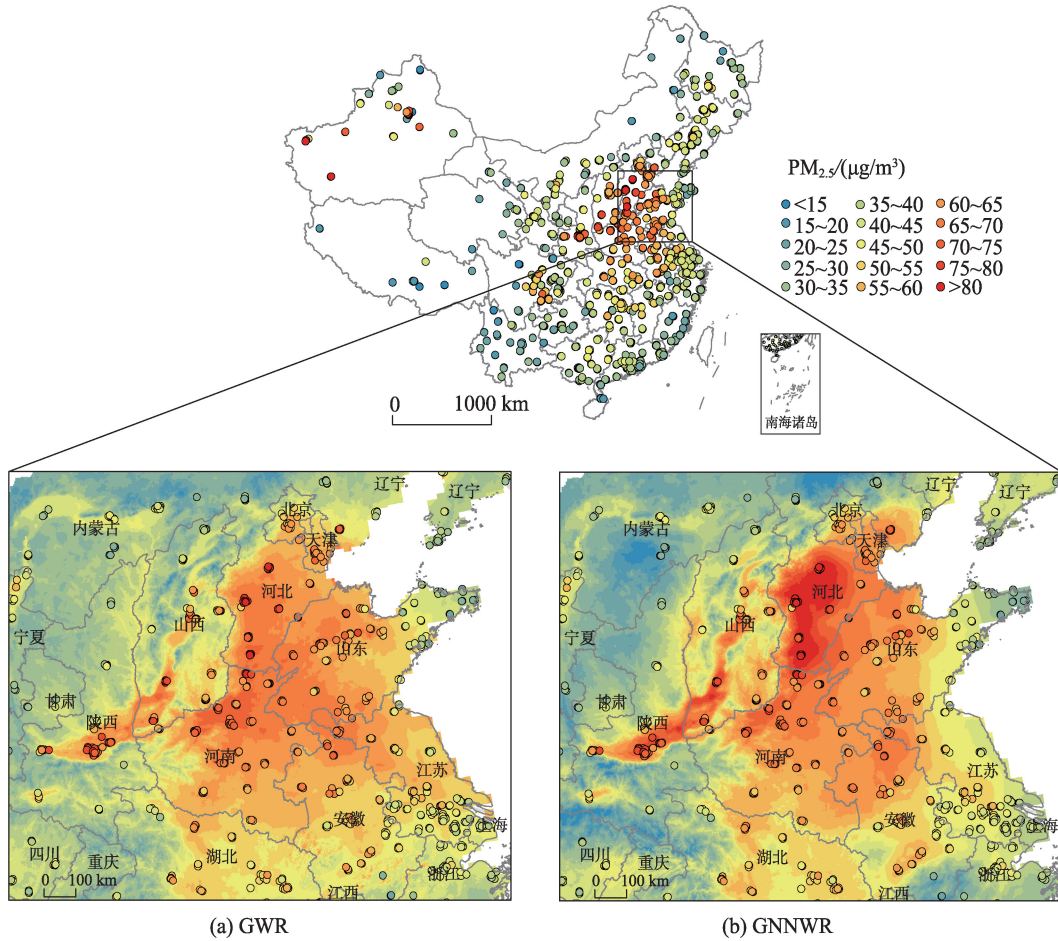 PM2.5/(μg/m³)
<15
35~40
60~65
15~20
40~45
65~70
20~25
45~50
70~75
25~30
50~55
75~80
30~35
55~60
>80
0 1000 km
南海诸岛
辽宁
辽宁
北京
内蒙古
天津
河北
山西
宁夏
山东
甘肃
陕西
河南
江苏
安徽
上海
四川
重庆
湖北
浙江
江西
0 100 km
(a) GWR
辽宁
辽宁
北京
内蒙古
天津
河北
山西
宁夏
山东
甘肃
陕西
河南
江苏
安徽
上海
四川
重庆
湖北
浙江
江西
0 100 km
(b) GNNWR